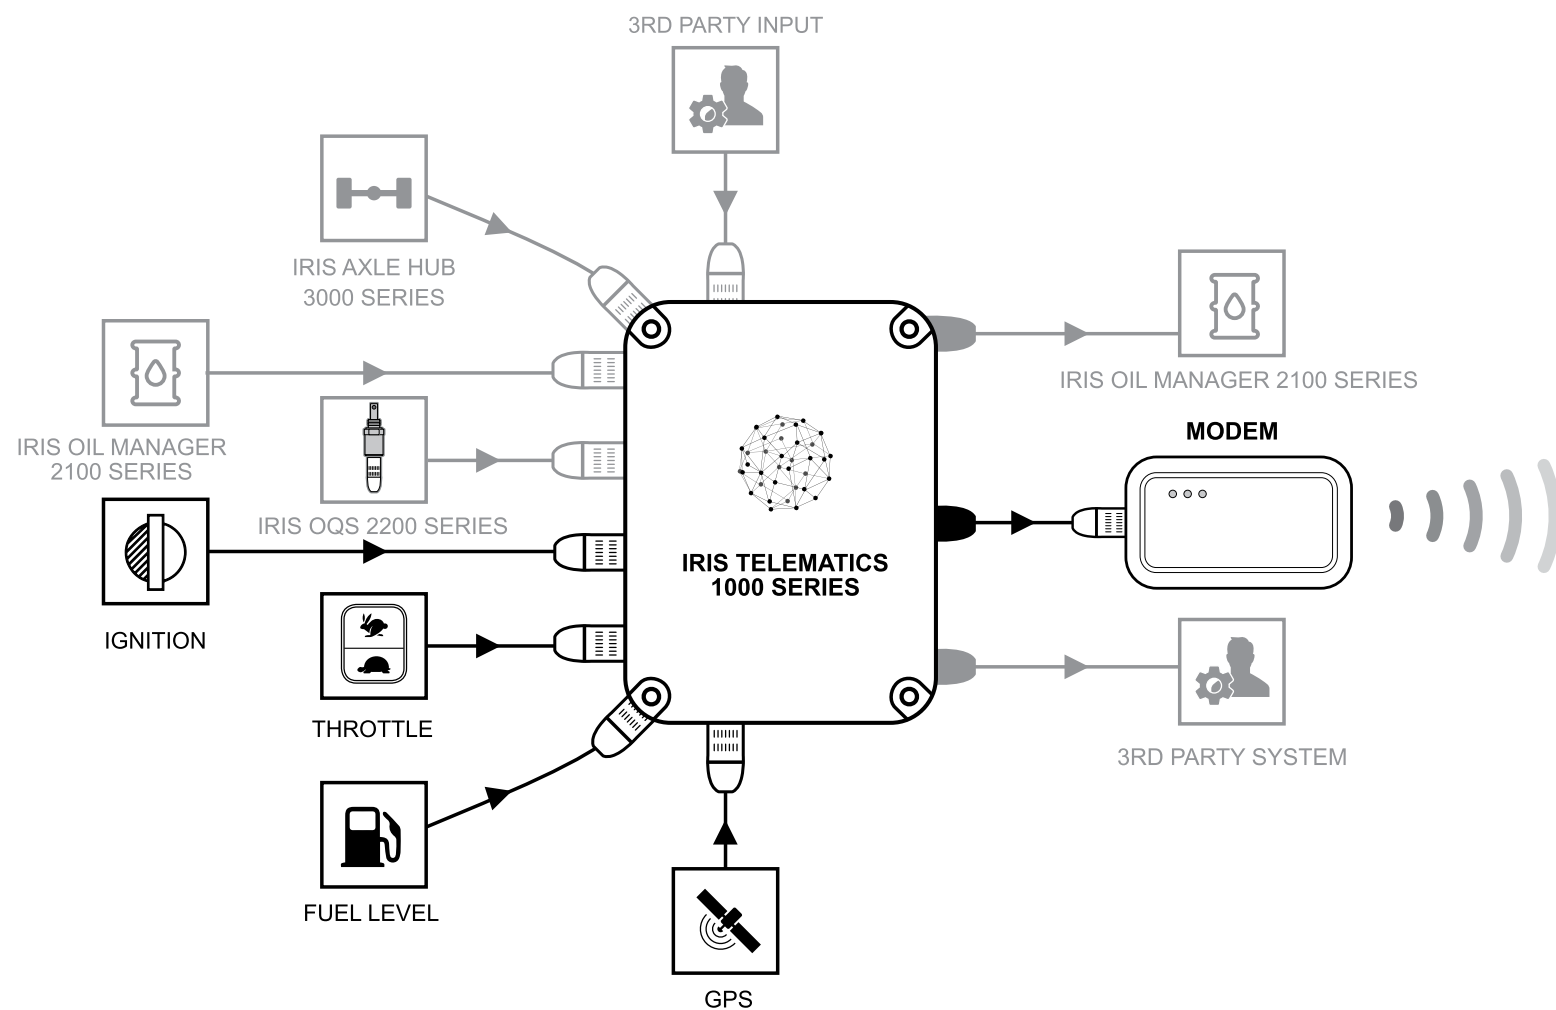 3RD PARTY INPUT
IRIS AXLE HUB
3000 SERIES
IRIS OIL MANAGER 2100 SERIES
IRIS OIL MANAGER
2100 SERIES
MODEM
IRIS OQS 2200 SERIES
IRIS TELEMATICS
1000 SERIES
IGNITION
THROTTLE
3RD PARTY SYSTEM
FUEL LEVEL
GPS